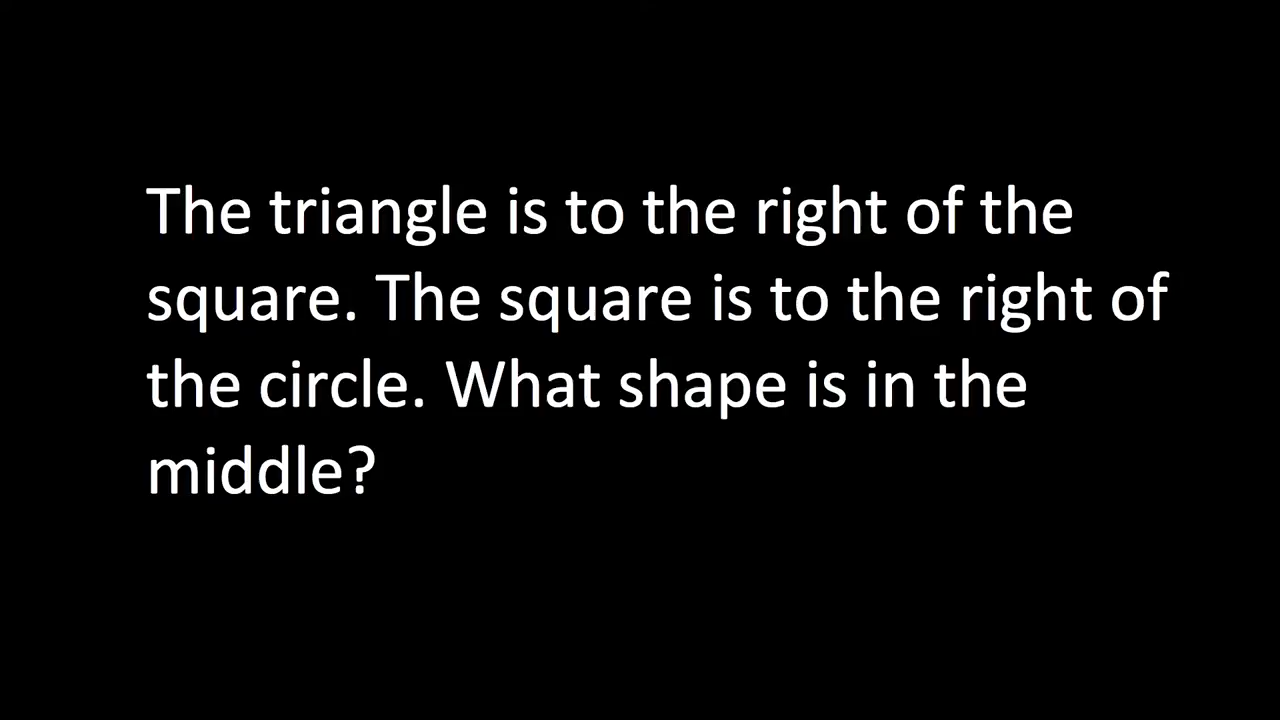 The triangle is to the right of the
square. The square is to the right of
the circle. What shape is in the
middle?